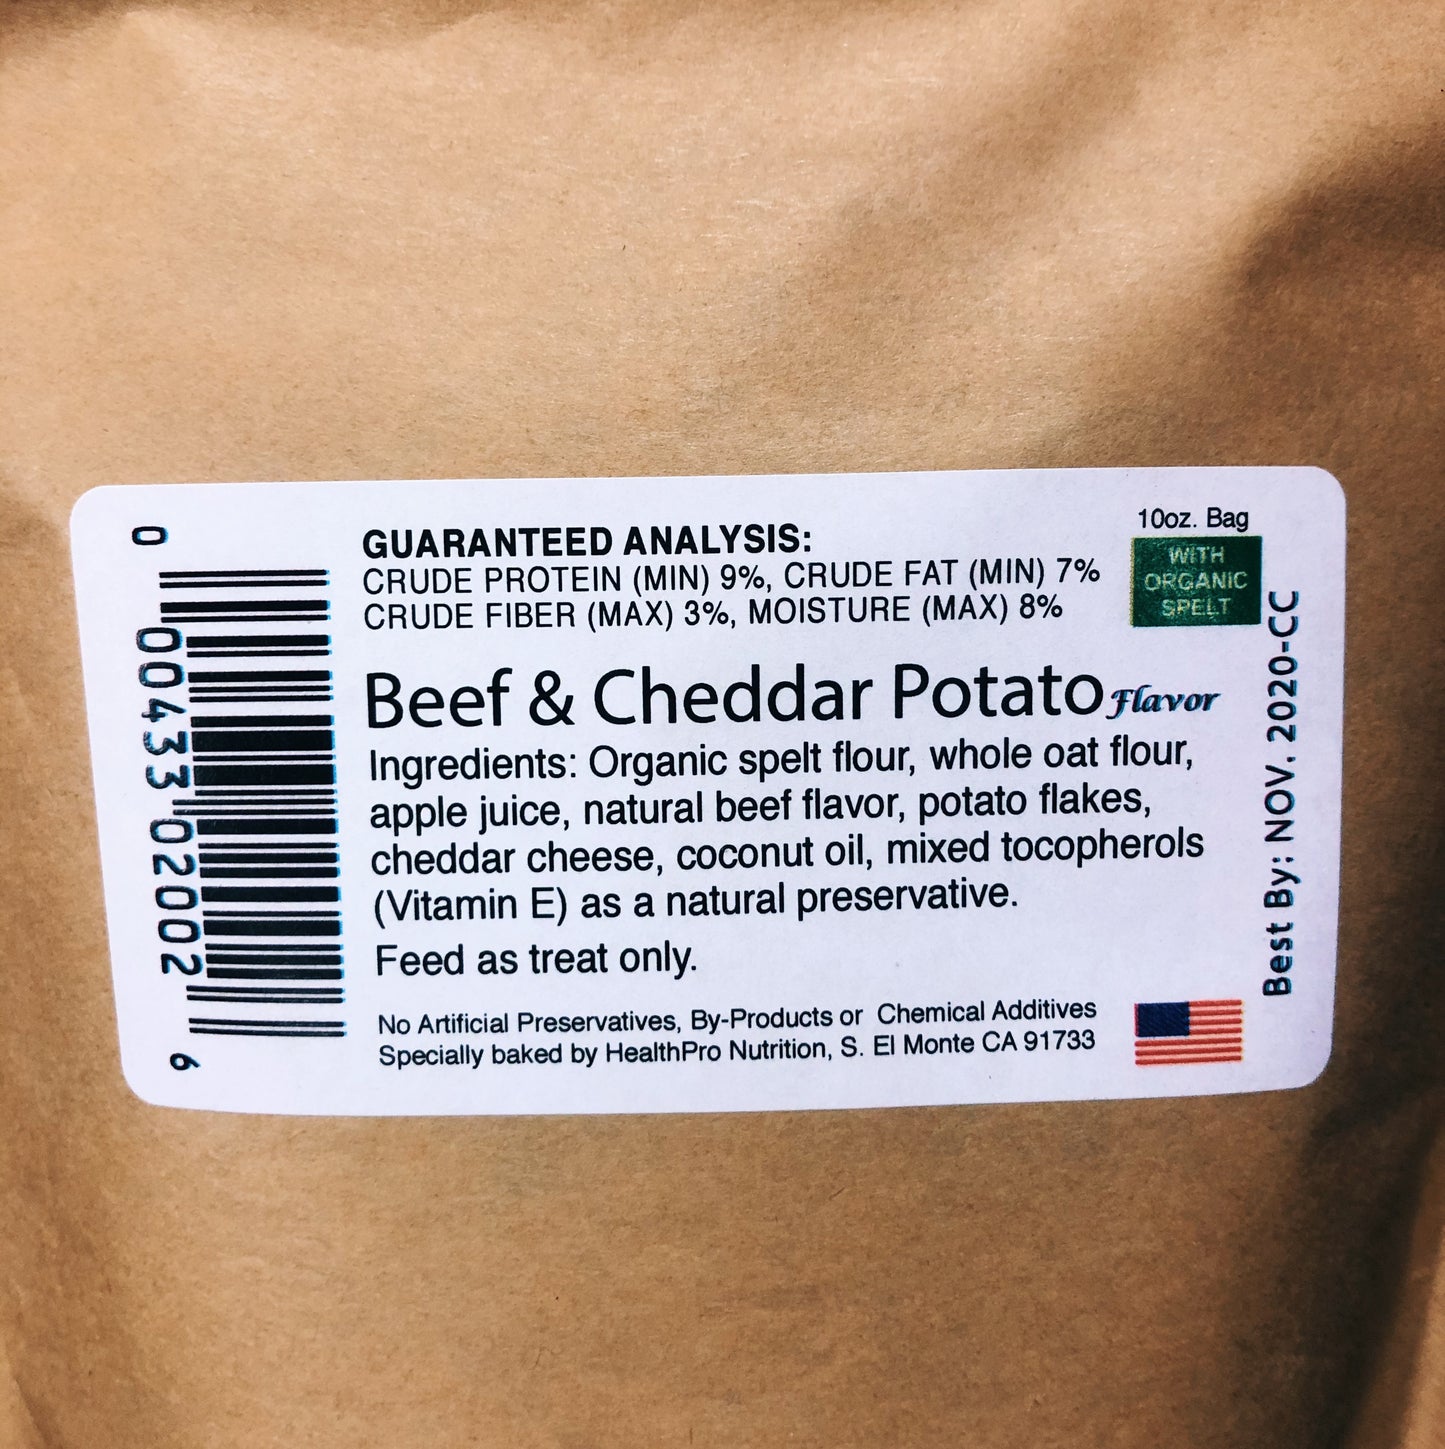 GUARANTEED ANALYSIS:
CRUDE PROTEIN (MIN) 9%, CRUDE FAT (MIN) 7%
CRUDE FIBER (MAX) 3%, MOISTURE (MAX) 8%
10oz. Bag
WITH
ORGANIC
SPELT
Beef & Cheddar Potato Flavor
Ingredients: Organic spelt flour, whole oat flour,
apple juice, natural beef flavor, potato flakes,
cheddar cheese, coconut oil, mixed tocopherols
(Vitamin E) as a natural preservative.
Feed as treat only.
No Artificial Preservatives, By-Products or Chemical Additives
Specially baked by HealthPro Nutrition, S. El Monte CA 91733
Best By: NOV. 2020-CC
0 00433 02002 6